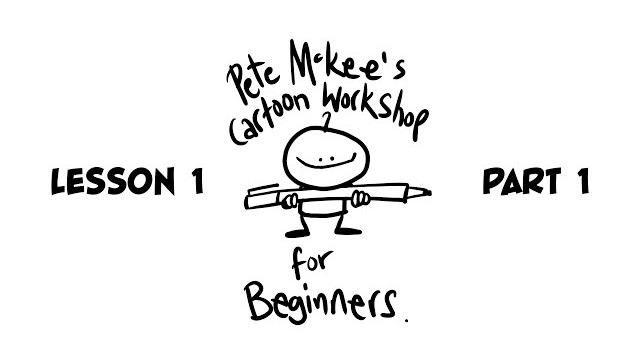 Pete McKee's
Cartoon Workshop
LESSON 1
PART 1
for
Beginners.